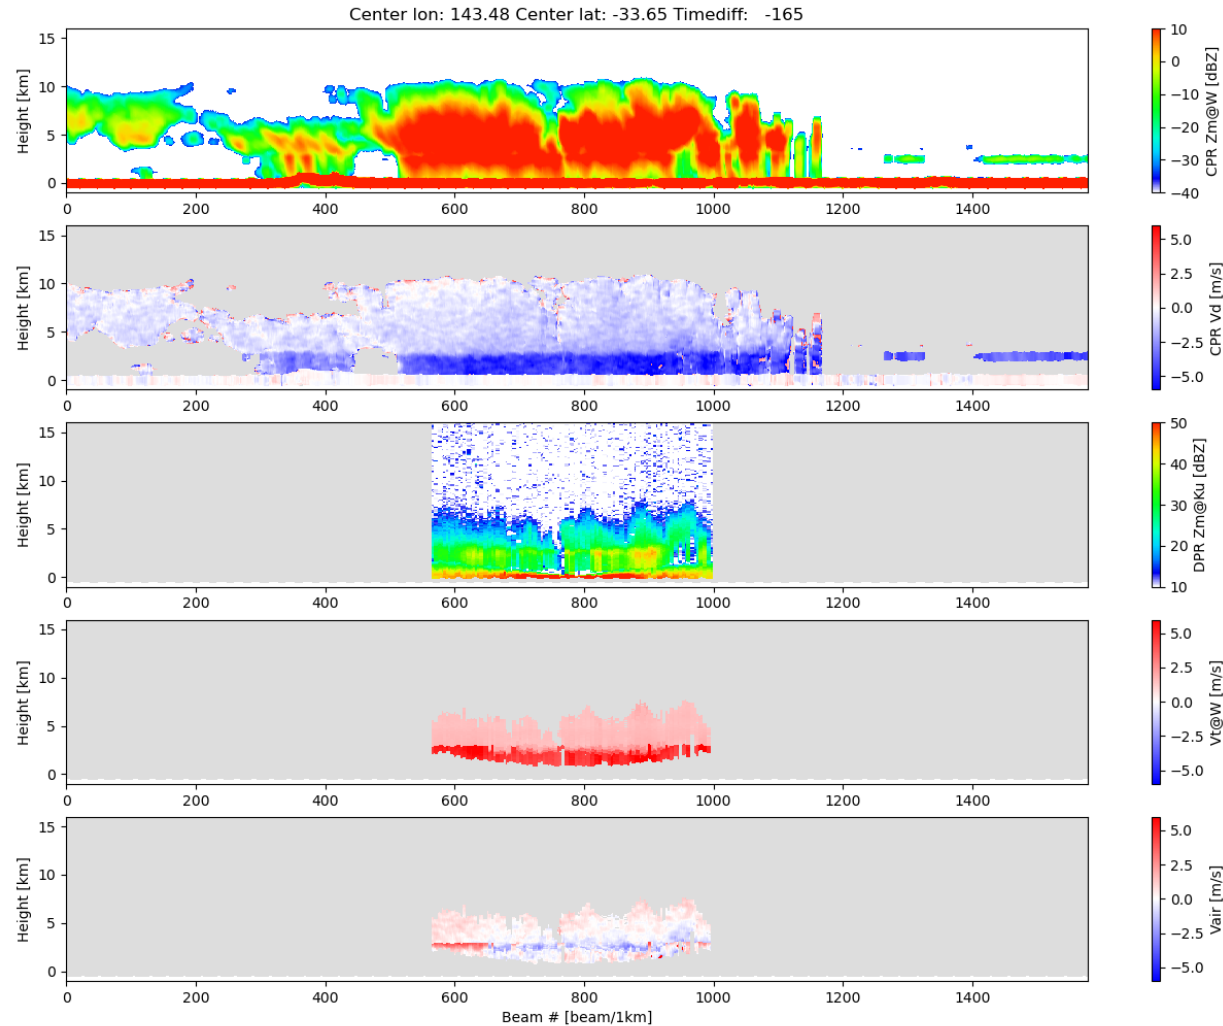 Center lon: 143.48 Center lat: -33.65 Timediff: -165
15
10
5
0
Height [km]
0 200 400 600 800 1000 1200 1400
10
0
−10
−20
−30
−40
CPR Zm@W [dBZ]
15
10
5
0
Height [km]
0 200 400 600 800 1000 1200 1400
5.0
2.5
0.0
−2.5
−5.0
CPR Vd [m/s]
15
10
5
0
Height [km]
0 200 400 600 800 1000 1200 1400
50
40
30
20
10
DPR Zm@Ku [dBZ]
15
10
5
0
Height [km]
0 200 400 600 800 1000 1200 1400
5.0
2.5
0.0
−2.5
−5.0
Vt@W [m/s]
15
10
5
0
Height [km]
0 200 400 600 800 1000 1200 1400
Beam # [beam/1km]
5.0
2.5
0.0
−2.5
−5.0
Vair [m/s]